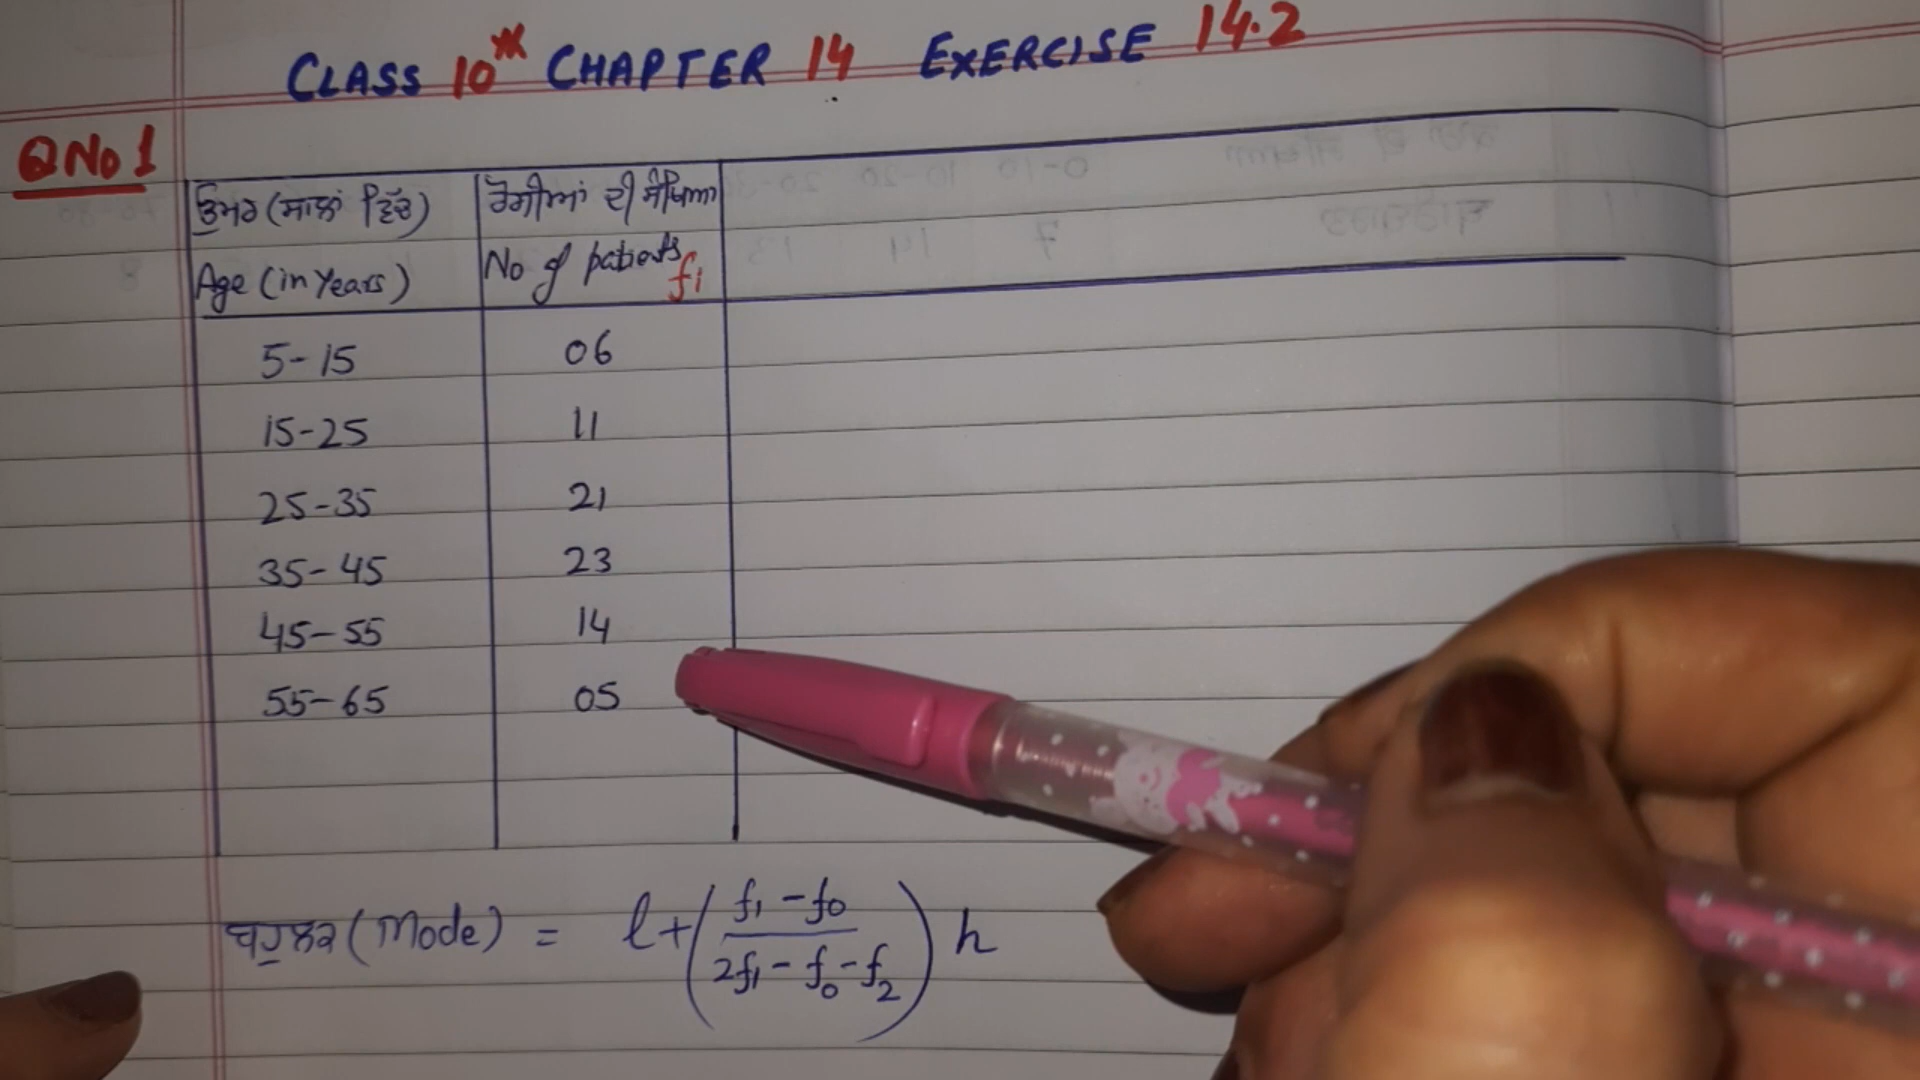 CLASS 10th CHAPTER 14 EXERCISE 14.2
Q No 1
ਉਮਰ (ਸਾਲਾਂ ਵਿੱਚ) ਰੋਗੀਆਂ ਦੀ ਸੰਖਿਆ
Age (in Years) No of patients fi
5-15 06
15-25 11
25-35 21
35-45 23
45-55 14
55-65 05
ਬਹੁਲਕ (Mode) = l + ( f1 - f0 / 2f1 - f0 - f2 ) h